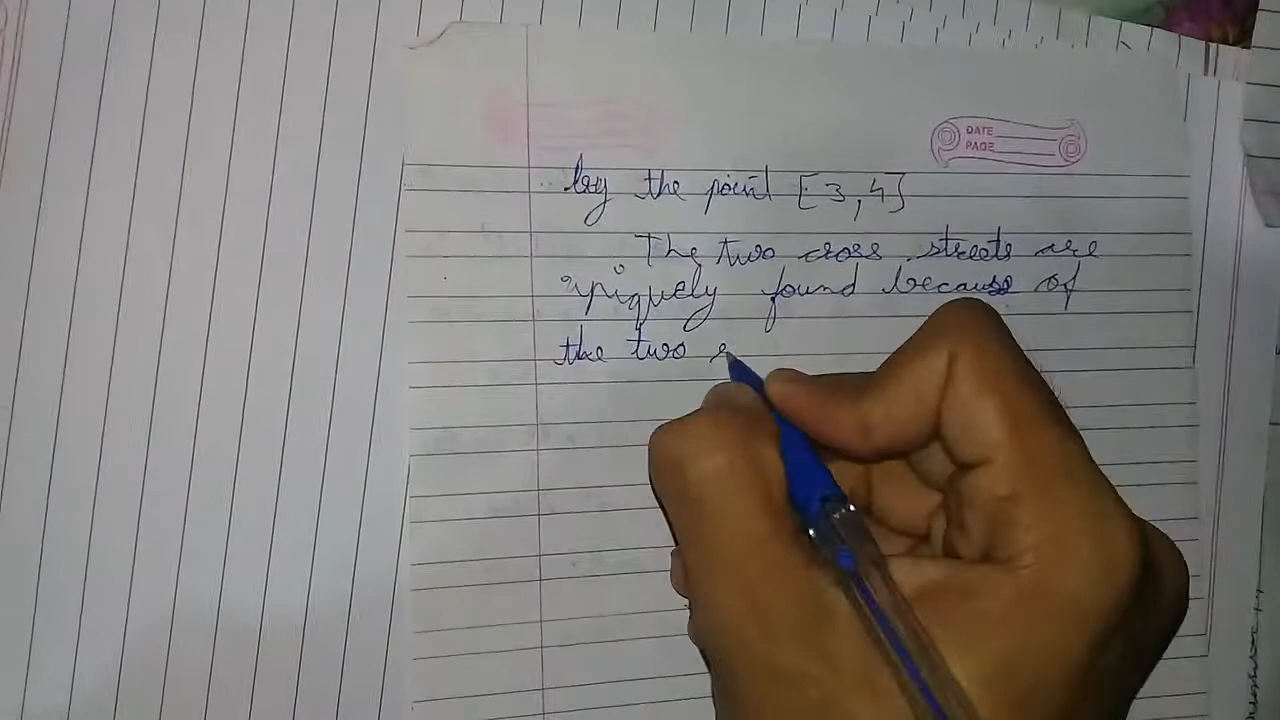 DATE
PAGE
by the point [3,4]
The two cross streets are
uniquely found because of
the two